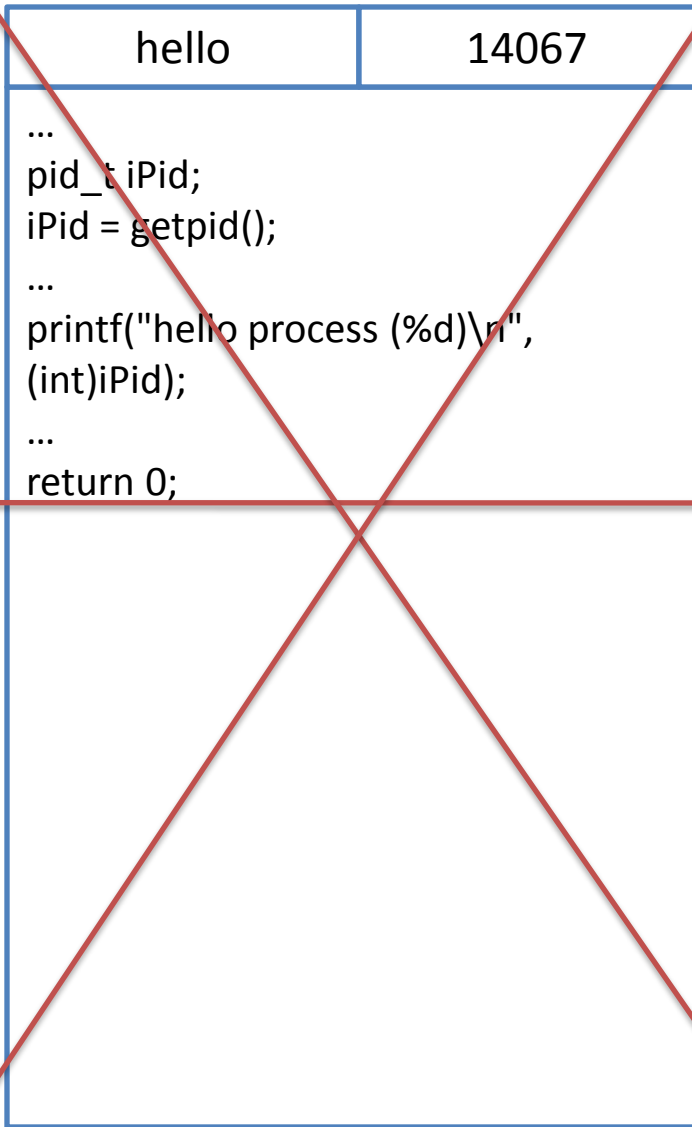 hello 14067
…
pid_t iPid;
iPid = getpid();
…
printf("hello process (%d)\n",
(int)iPid);
…
return 0;